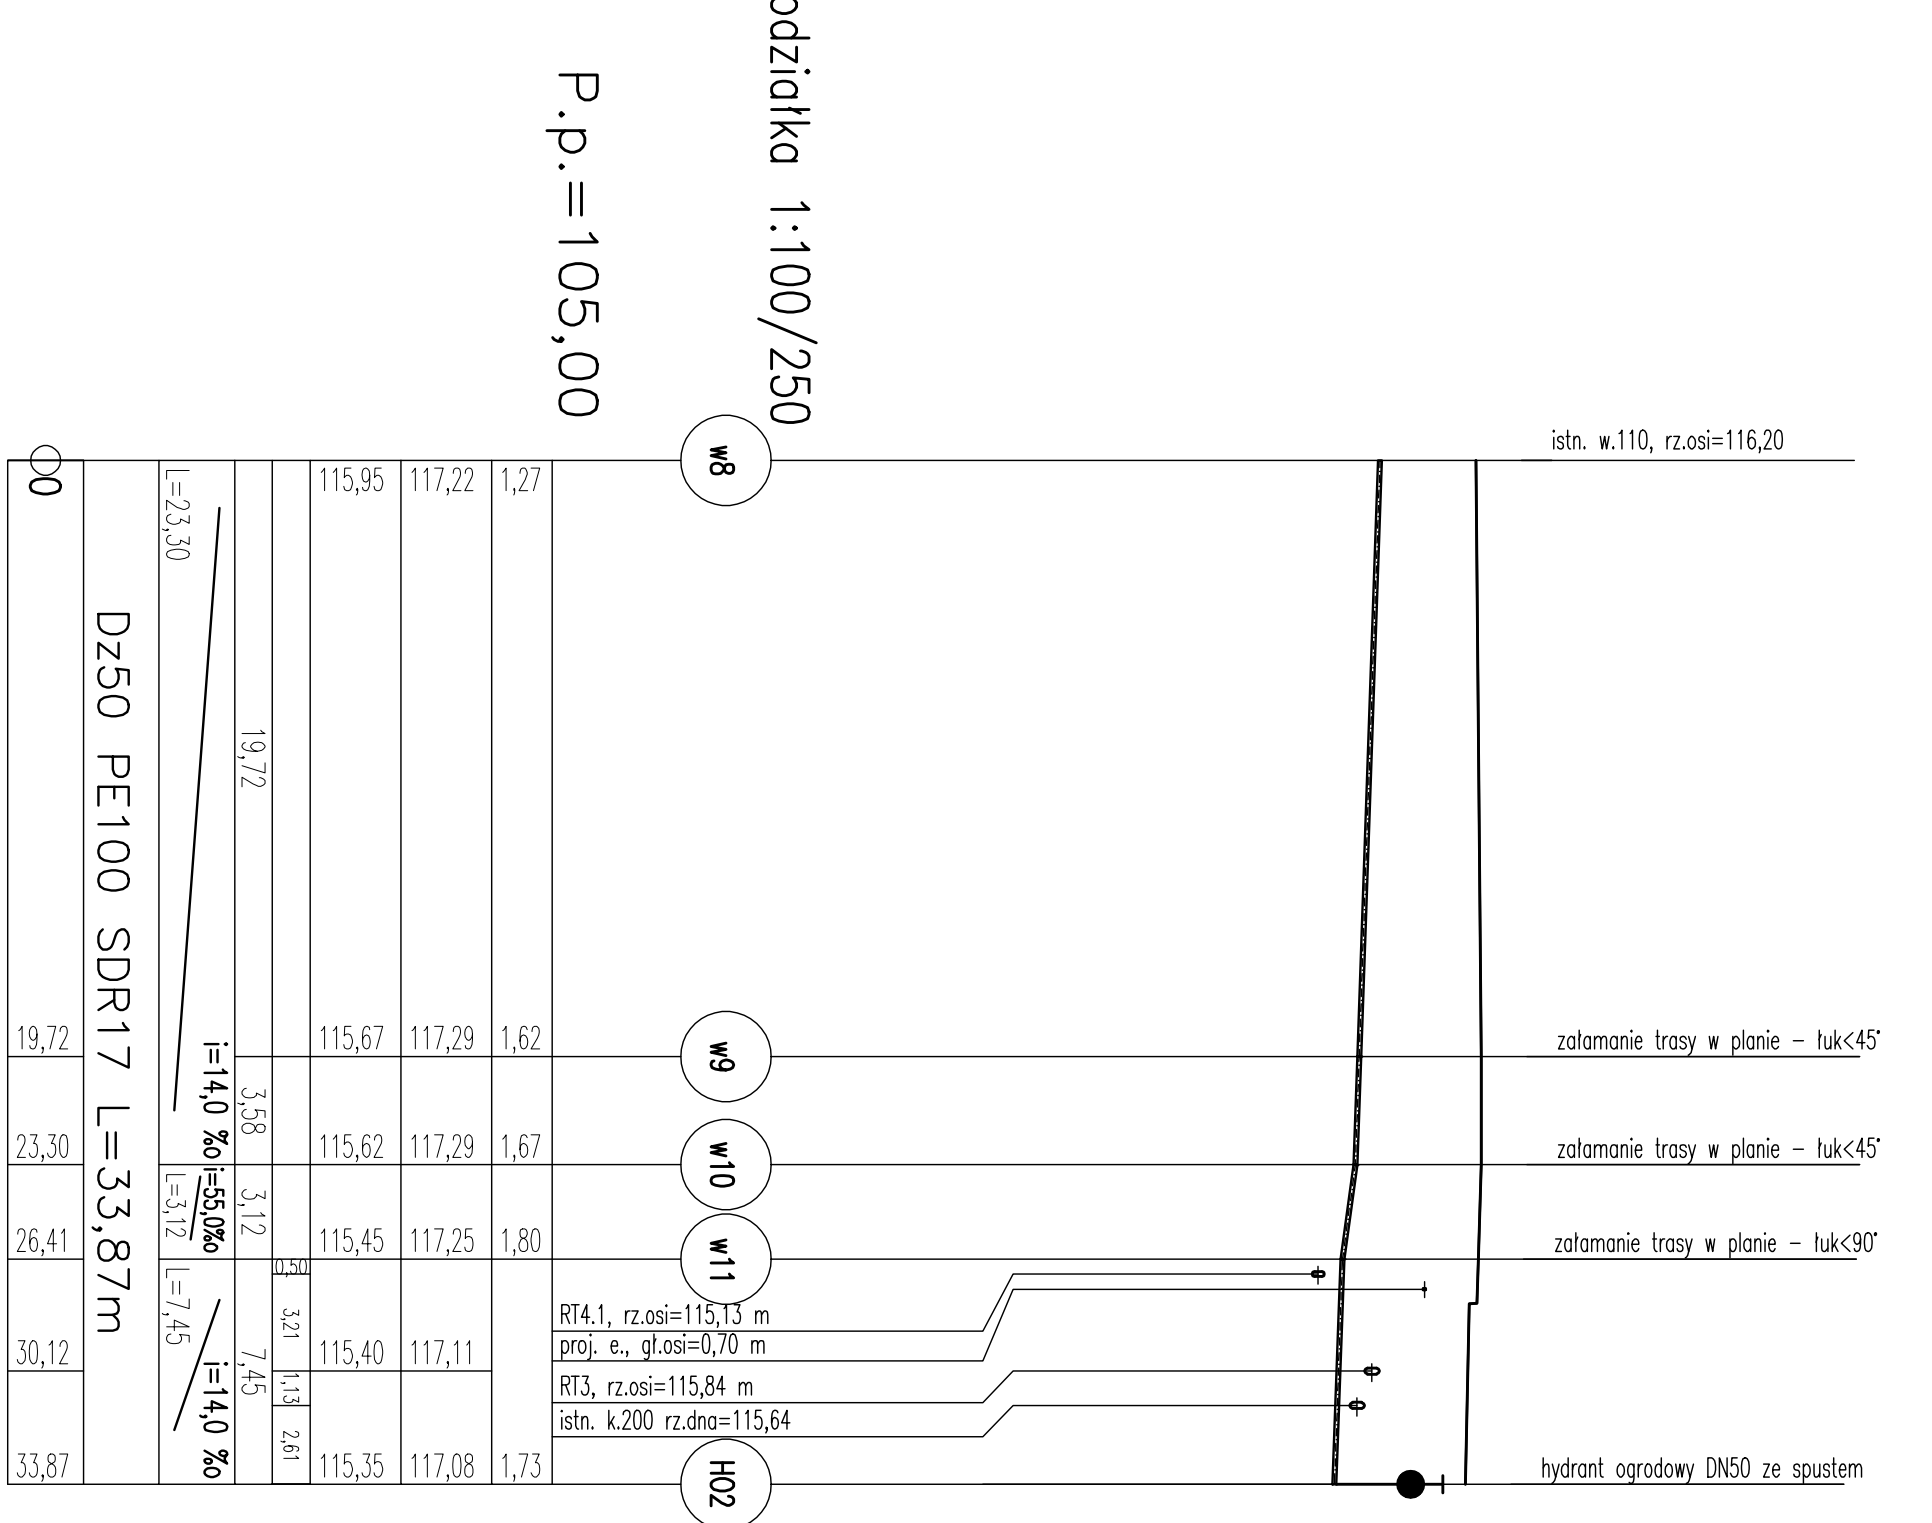 odziałka 1:100/250
P.p.=105,00
istn. w.110, rz.osi=116,20
w8
1,27
117,22
115,95
L=23,30
0
19,72
Dz50 PE100 SDR17 L=33,87m
i=14,0 ‰
załamanie trasy w planie – łuk<45°
w9
1,62
117,29
115,67
19,72
3,58
załamanie trasy w planie – łuk<45°
w10
1,67
117,29
115,62
23,30
i=55,0‰
L=3,12
3,12
załamanie trasy w planie – łuk<90°
w11
1,80
117,25
115,45
26,41
0,50
L=7,45
3,21
7,45
i=14,0 ‰
RT4.1, rz.osi=115,13 m
proj. e., gł.osi=0,70 m
117,11
115,40
30,12
1,13
RT3, rz.osi=115,84 m
istn. k.200 rz.dna=115,64
2,61
hydrant ogrodowy DN50 ze spustem
H02
1,73
117,08
115,35
33,87